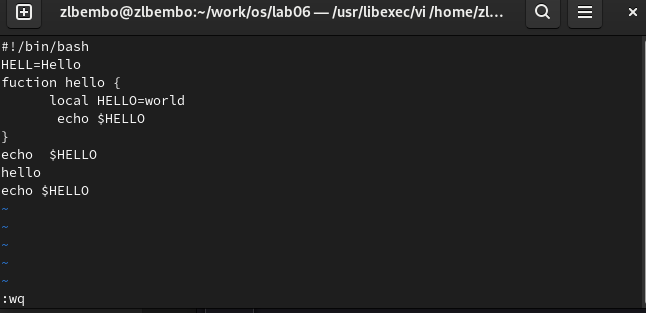 zlbembo@zlbembo:~/work/os/lab06 — /usr/libexec/vi /home/zl...
#!/bin/bash
HELL=Hello
fuction hello {
      local HELLO=world
       echo $HELLO
}
echo  $HELLO
hello
echo $HELLO
~
~
~
~
~
:wq